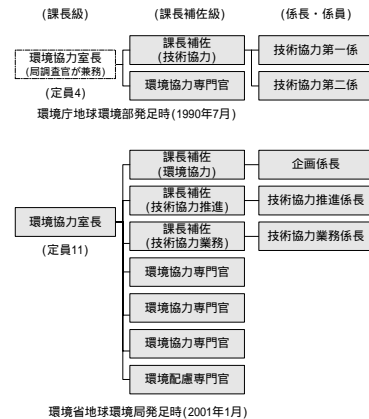 (課長級) (課長補佐級) (係長・係員)
環境協力室長
(局調査官が兼務)
(定員4)
課長補佐
(技術協力)
環境協力専門官
技術協力第一係
技術協力第二係
環境庁地球環境部発足時(1990年7月)
環境協力室長
(定員11)
課長補佐
(環境協力)
企画係長
課長補佐
(技術協力推進)
技術協力推進係長
課長補佐
(技術協力業務)
技術協力業務係長
環境協力専門官
環境協力専門官
環境協力専門官
環境配慮専門官
環境省地球環境局発足時(2001年1月)